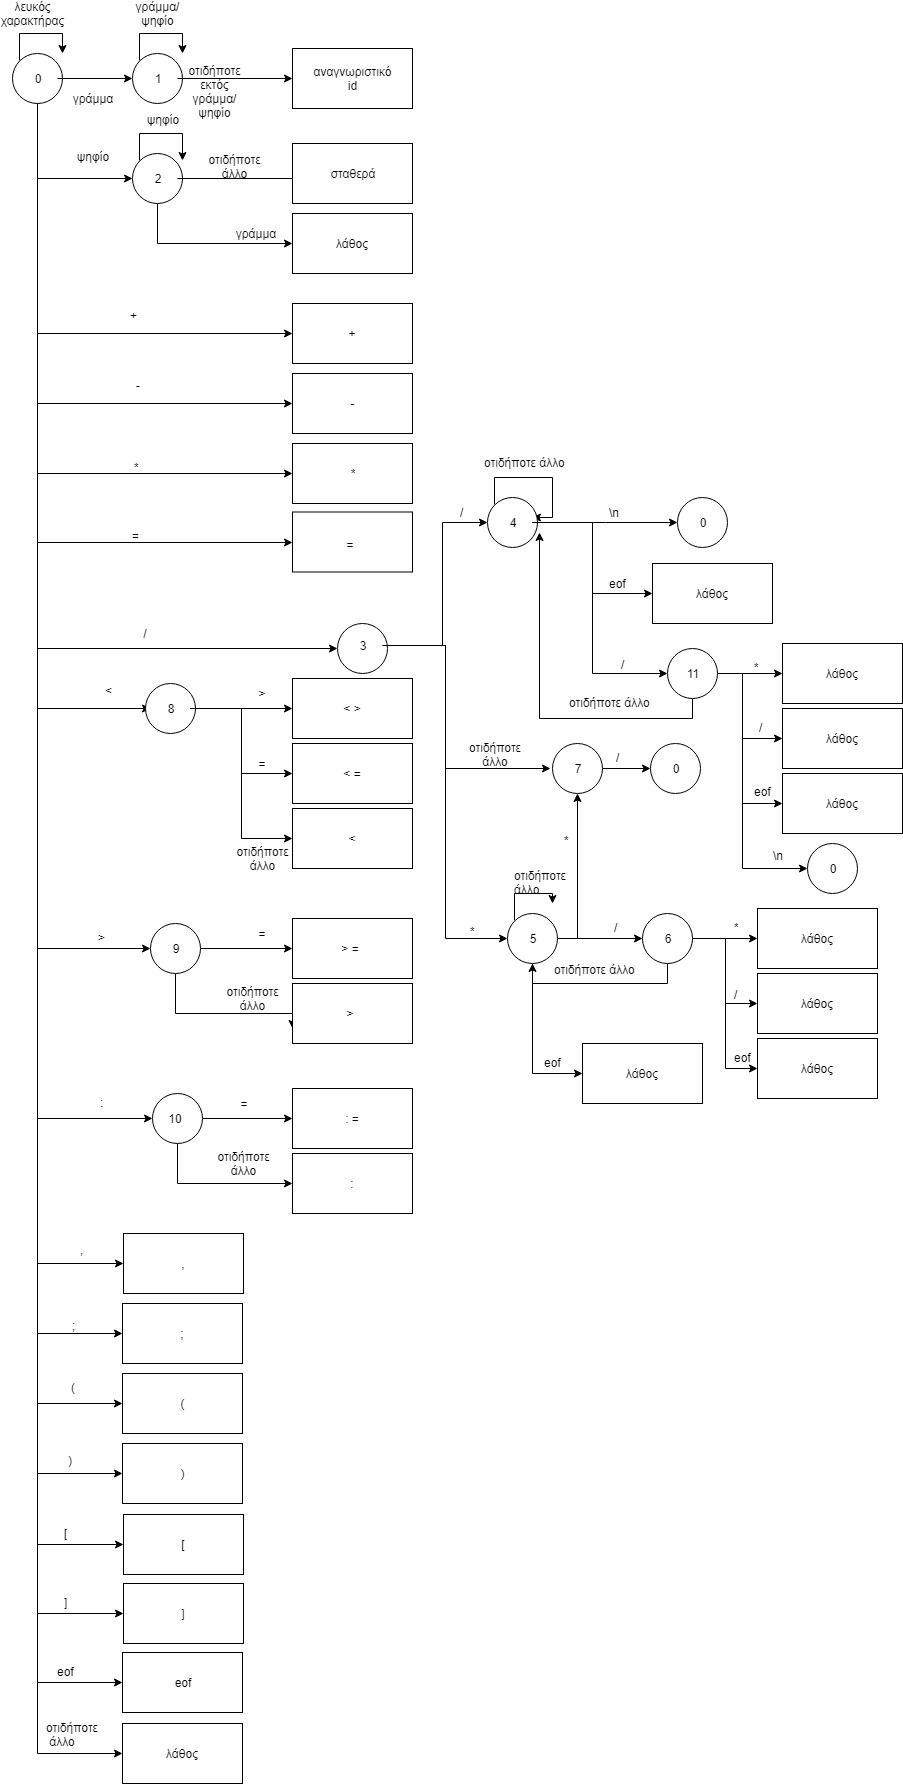 λευκός
χαρακτήρας
γράμμα/
ψηφίο
0
γράμμα
1
οτιδήποτε
εκτός
γράμμα/
ψηφίο
αναγνωριστικό
id
ψηφίο
ψηφίο
2
οτιδήποτε
άλλο
σταθερά
γράμμα
λάθος
+
+
-
-
*
*
=
=
/
3
/
οτιδήποτε άλλο
4
\n
0
eof
λάθος
/
11
οτιδήποτε άλλο
*
λάθος
/
λάθος
eof
λάθος
\n
0
οτιδήποτε
άλλο
7
/
0
*
*
οτιδήποτε
άλλο
5
/
6
οτιδήποτε άλλο
eof
λάθος
*
λάθος
/
λάθος
eof
λάθος
<
8
>
< >
=
< =
οτιδήποτε
άλλο
<
>
9
=
> =
οτιδήποτε
άλλο
>
:
10
=
: =
οτιδήποτε
άλλο
:
,
,
;
;
(
(
)
)
[
[
]
]
eof
eof
οτιδήποτε
άλλο
λάθος